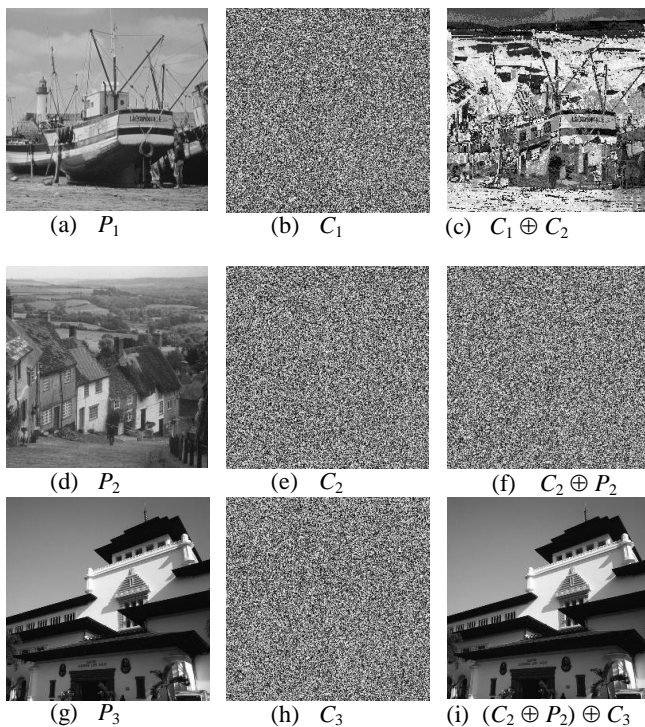 (a) P₁ (b) C₁ (c) C₁ ⊕ C₂
(d) P₂ (e) C₂ (f) C₂ ⊕ P₂
(g) P₃ (h) C₃ (i) (C₂ ⊕ P₂) ⊕ C₃